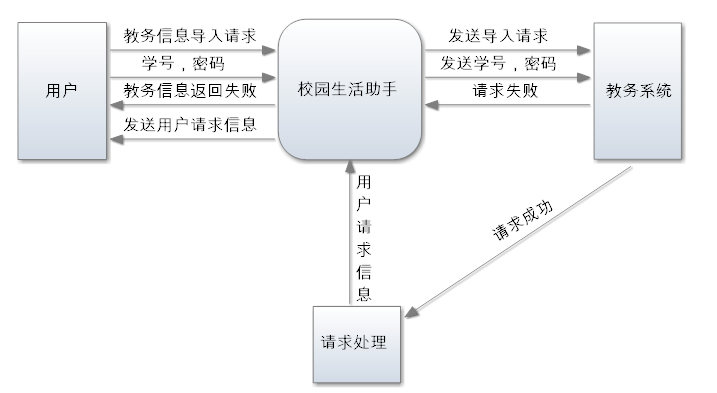 教务信息导入请求
学号，密码
教务信息返回失败
发送用户请求信息
用户
校园生活助手
发送导入请求
发送学号，密码
请求失败
教务系统
用户请求信息
请求成功
请求处理